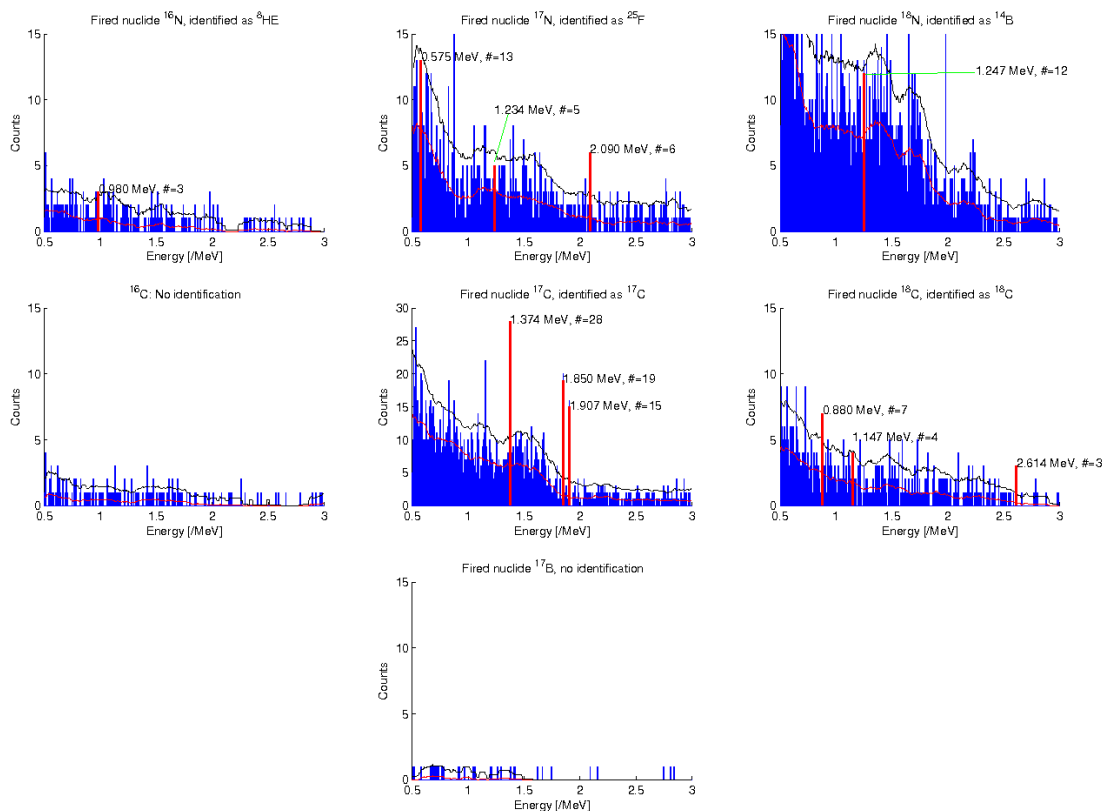 Fired nuclide ¹⁶N, identified as ⁸HE
15
10
5
0
Counts
0.980 MeV, #=3
0.5 1 1.5 2 2.5 3
Energy [/MeV]
Fired nuclide ¹⁷N, identified as ²⁵F
15
10
5
0
Counts
0.575 MeV, #=13
1.234 MeV, #=5
2.090 MeV, #=6
0.5 1 1.5 2 2.5 3
Energy [/MeV]
Fired nuclide ¹⁸N, identified as ¹⁴B
15
10
5
0
Counts
1.247 MeV, #=12
0.5 1 1.5 2 2.5 3
Energy [/MeV]
¹⁶C: No identification
15
10
5
0
Counts
0.5 1 1.5 2 2.5 3
Energy [/MeV]
Fired nuclide ¹⁷C, identified as ¹⁷C
30
25
20
15
10
5
0
Counts
1.374 MeV, #=28
1.850 MeV, #=19
1.907 MeV, #=15
0.5 1 1.5 2 2.5 3
Energy [/MeV]
Fired nuclide ¹⁸C, identified as ¹⁸C
15
10
5
0
Counts
0.880 MeV, #=7
1.147 MeV, #=4
2.614 MeV, #=3
0.5 1 1.5 2 2.5 3
Energy [/MeV]
Fired nuclide ¹⁷B, no identification
15
10
5
0
Counts
0.5 1 1.5 2 2.5 3
Energy [/MeV]